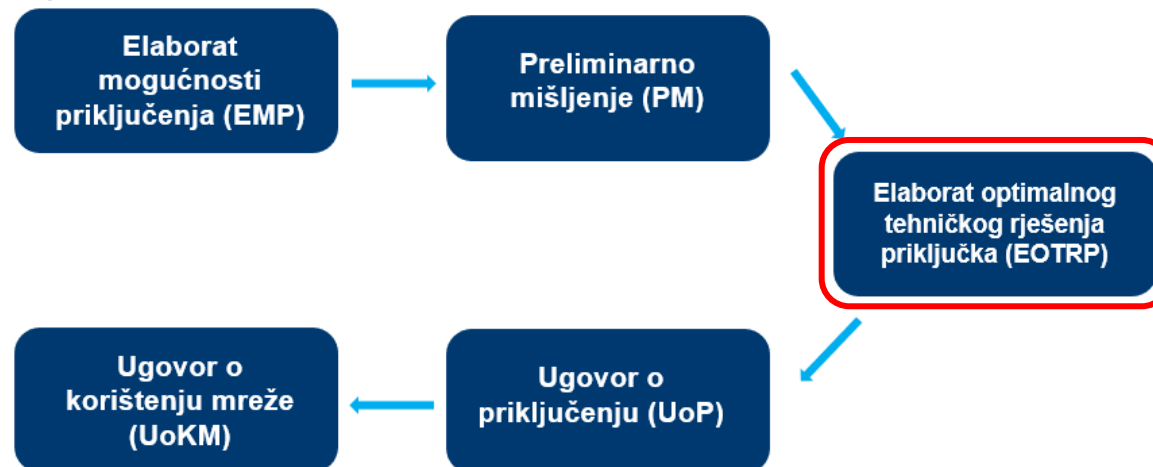 Elaborat
mogućnosti
priključenja (EMP)
Preliminarno
mišljenje (PM)
Elaborat optimalnog
tehničkog rješenja
priključka (EOTRP)
Ugovor o
priključenju (UoP)
Ugovor o
korištenju mreže
(UoKM)